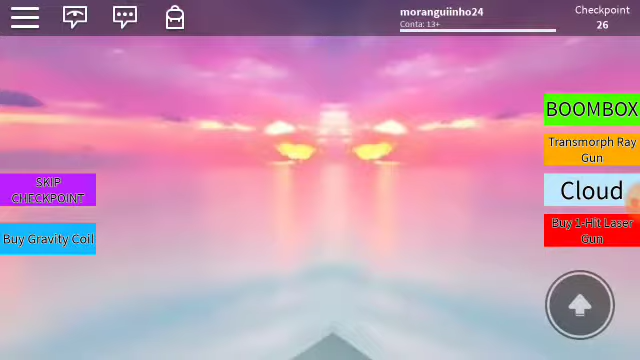 moranguiinho24
Conta: 13+
Checkpoint
26
BOOMBOX
Transmorph Ray
Gun
SKIP
CHECKPOINT
Cloud
Buy Gravity Coil
Buy 1-Hit Laser
Gun